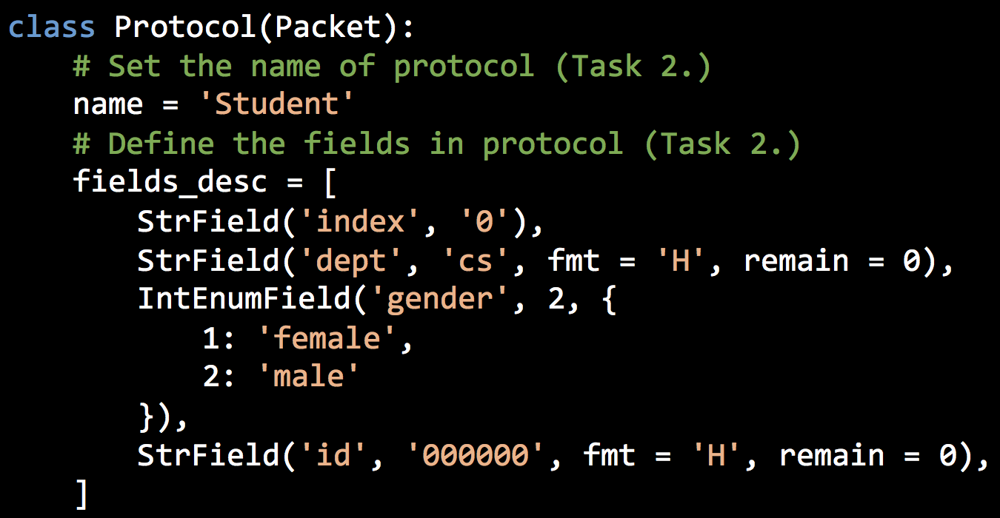 class Protocol(Packet):
    # Set the name of protocol (Task 2.)
    name = 'Student'
    # Define the fields in protocol (Task 2.)
    fields_desc = [
        StrField('index', '0'),
        StrField('dept', 'cs', fmt = 'H', remain = 0),
        IntEnumField('gender', 2, {
            1: 'female',
            2: 'male'
        }),
        StrField('id', '000000', fmt = 'H', remain = 0),
    ]